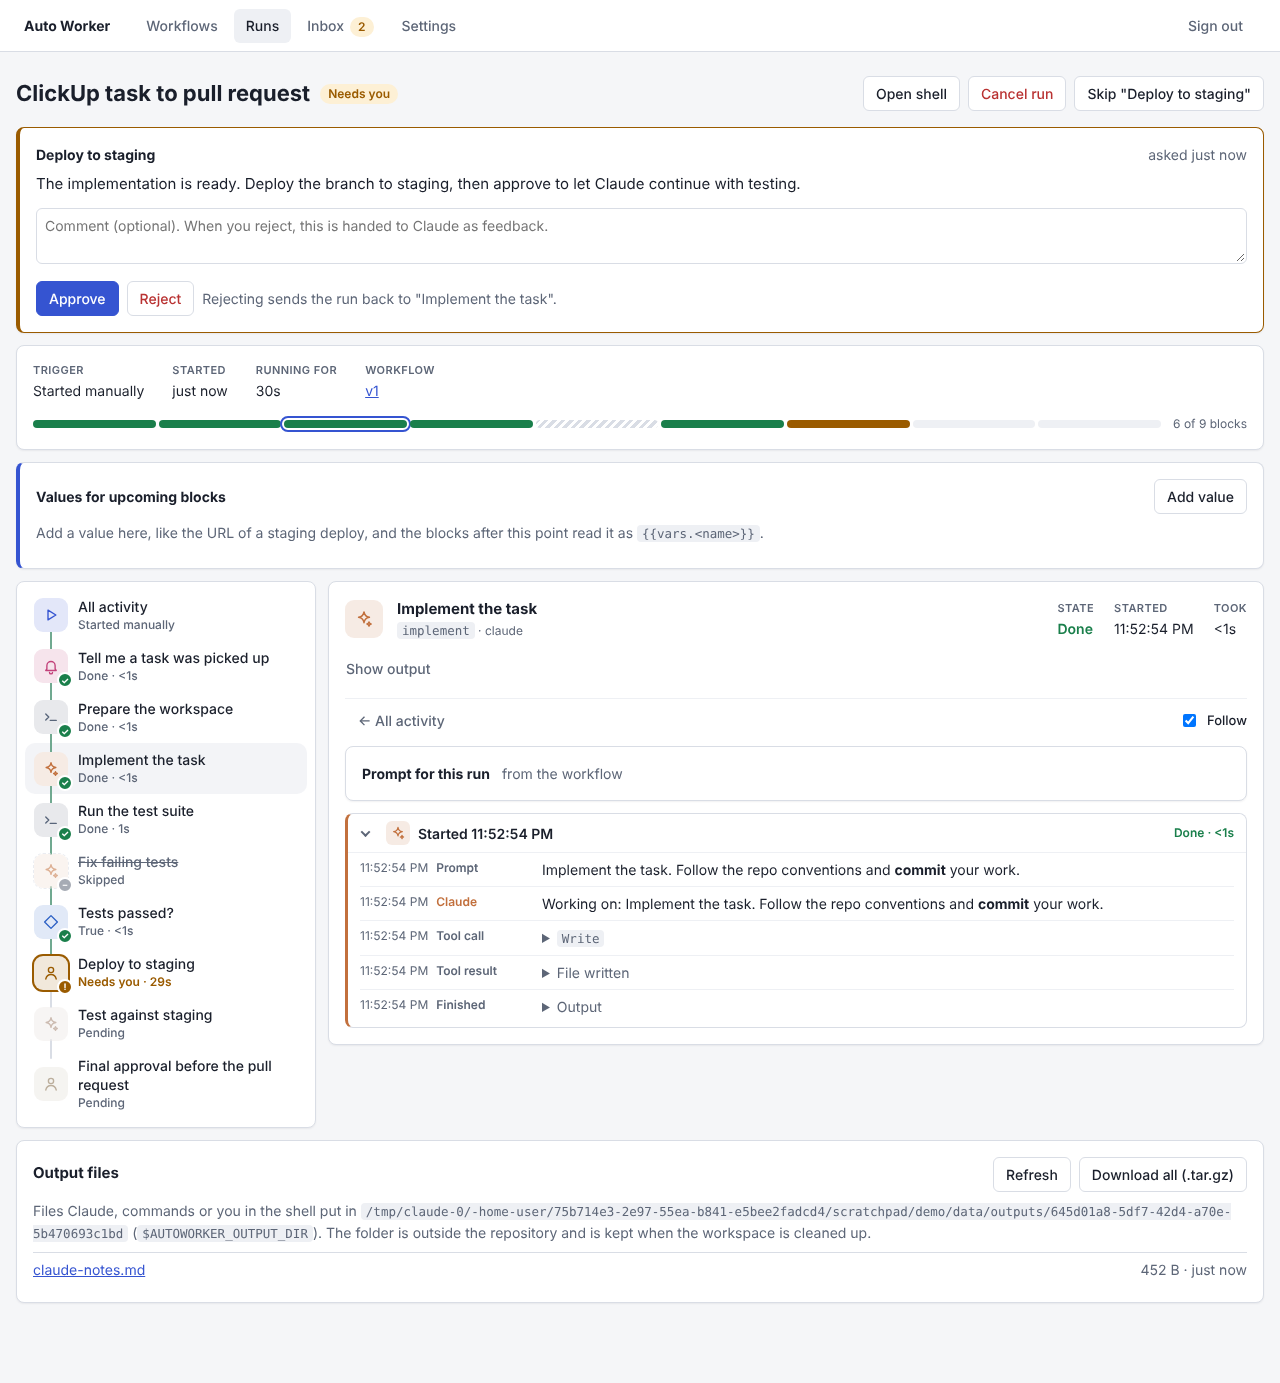 Auto Worker Workflows Runs Inbox 2 Settings Sign out
ClickUp task to pull request Needs you Open shell Cancel run Skip "Deploy to staging"
Deploy to staging asked just now
The implementation is ready. Deploy the branch to staging, then approve to let Claude continue with testing.
Comment (optional). When you reject, this is handed to Claude as feedback.
Approve Reject Rejecting sends the run back to "Implement the task".
TRIGGER STARTED RUNNING FOR WORKFLOW
Started manually just now 30s v1
6 of 9 blocks
Values for upcoming blocks Add value
Add a value here, like the URL of a staging deploy, and the blocks after this point read it as {{vars.<name>}}.
All activity
Started manually
Tell me a task was picked up
Done · <1s
Prepare the workspace
Done · <1s
Implement the task
Done · <1s
Run the test suite
Done · 1s
Fix failing tests
Skipped
Tests passed?
True · <1s
Deploy to staging
Needs you · 29s
Test against staging
Pending
Final approval before the pull
request
Pending
Implement the task STATE STARTED TOOK
implement · claude Done 11:52:54 PM <1s
Show output
← All activity Follow
Prompt for this run from the workflow
Started 11:52:54 PM Done · <1s
11:52:54 PM Prompt Implement the task. Follow the repo conventions and commit your work.
11:52:54 PM Claude Working on: Implement the task. Follow the repo conventions and commit your work.
11:52:54 PM Tool call Write
11:52:54 PM Tool result File written
11:52:54 PM Finished Output
Output files Refresh Download all (.tar.gz)
Files Claude, commands or you in the shell put in /tmp/claude-0/-home-user/75b714e3-2e97-55ea-b841-e5bee2fadcd4/scratchpad/demo/data/outputs/645d01a8-5df7-42d4-a70e-
5b470693c1bd ( $AUTOWORKER_OUTPUT_DIR ). The folder is outside the repository and is kept when the workspace is cleaned up.
claude-notes.md 452 B · just now